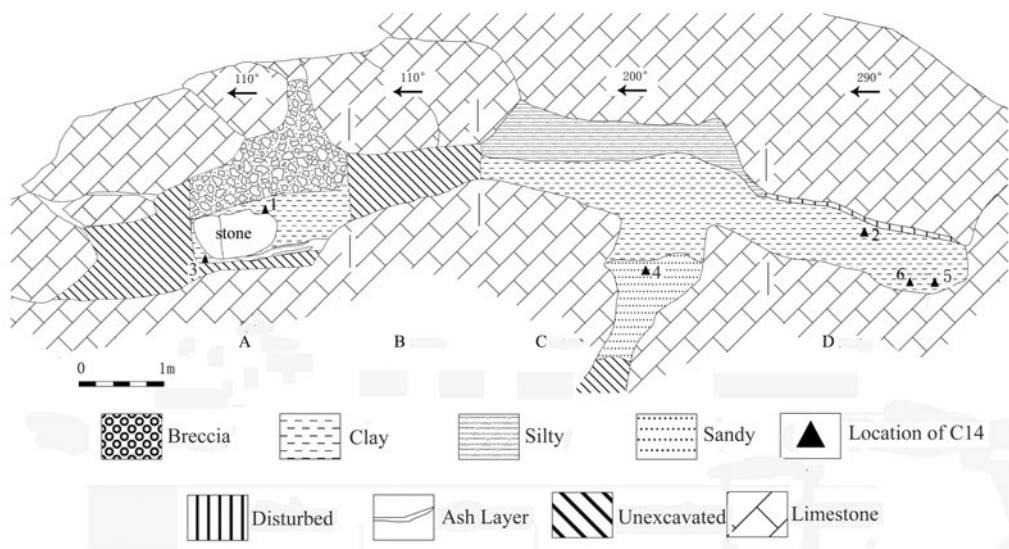 110° 110° 200° 290°
1
stone
2
3
4
6 5
A B C D
0 1m
Breccia Clay Silty Sandy Location of C14
Disturbed Ash Layer Unexcavated Limestone